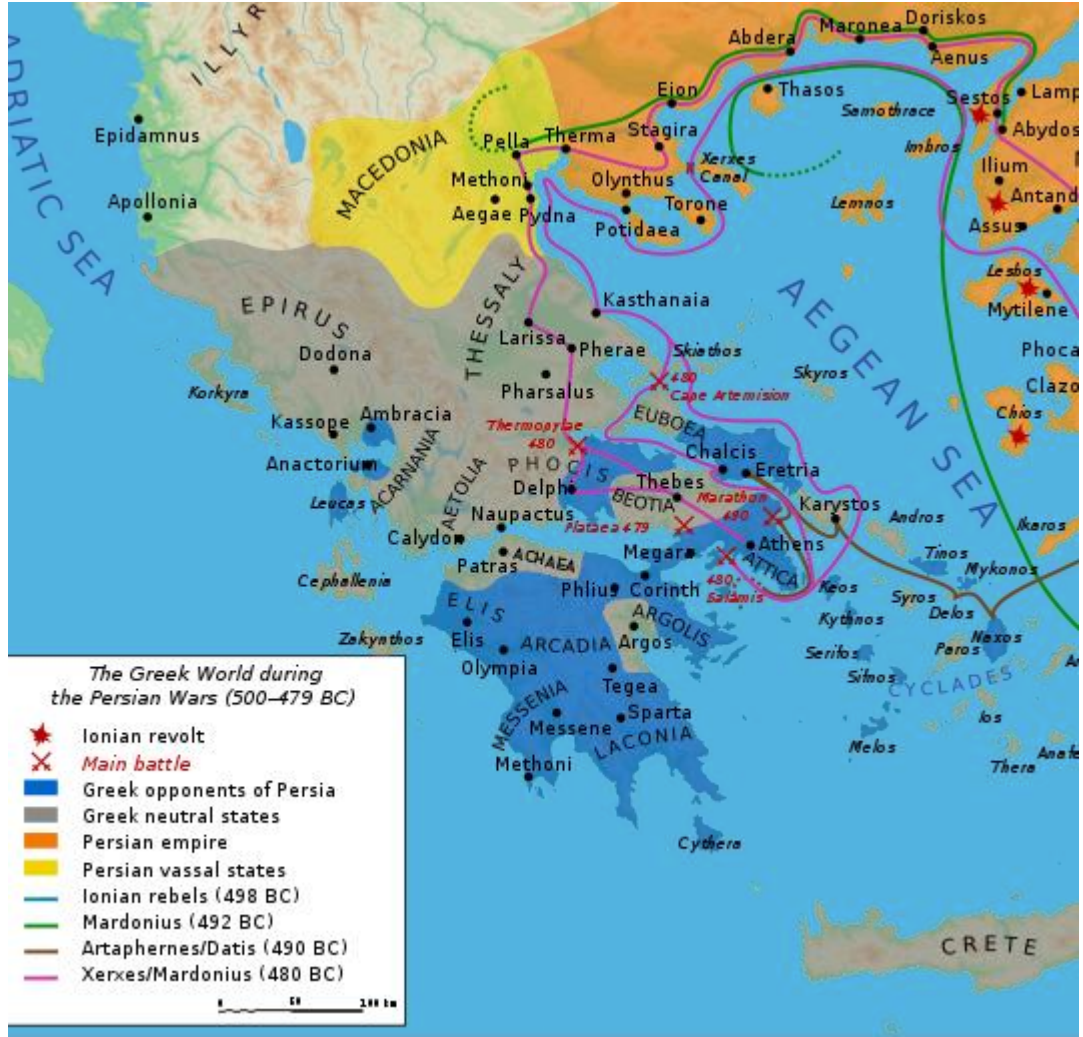 ADRIATIC SEA
ILLYR
Epidamnus
Apollonia
MACEDONIA
Pella
Therma
Methoni
Aegae
Pydna
Eion
Stagira
Olynthus
Potidaea
Torone
Xerxes
Canal
Abdera
Maronea
Doriskos
Aenus
Thasos
Samothrace
Sestos
Lamp
Abydos
Imbros
Ilium
Antand
Assus
Lemnos
Lesbos
Mytilene
Phoca
Clazo
Chios
AEGEAN SEA
EPIRUS
Dodona
Korkyra
Kassope
Ambracia
Anactorium
Leucas
ACARNANIA
AETOLIA
THESSALY
Larissa
Pherae
Pharsalus
Kasthanaia
Skiathos
Skyros
480
Cape Artemision
Thermopylae
480
EUBOEA
PHOCIS
Delphi
BEOTIA
Thebes
Chalcis
Eretria
Marathon
490
Karystos
Plataea 479
Naupactus
Calydon
Patras
ACHAEA
Cephallenia
Zakynthos
Megara
Athens
ATTICA
480
Salamis
Phlius
Corinth
ELIS
Elis
Olympia
ARCADIA
ARGOLIS
Argos
Tegea
MESSENIA
Messene
Sparta
LACONIA
Methoni
Cythera
Andros
Tinos
Mykonos
Ikaros
Keos
Kythnos
Syros
Delos
Naxos
Paros
Serifos
Sifnos
CYCLADES
Ios
Melos
Thera
Anafe
CRETE
The Greek World during
the Persian Wars (500–479 BC)
Ionian revolt
Main battle
Greek opponents of Persia
Greek neutral states
Persian empire
Persian vassal states
Ionian rebels (498 BC)
Mardonius (492 BC)
Artaphernes/Datis (490 BC)
Xerxes/Mardonius (480 BC)
0 50 100 km